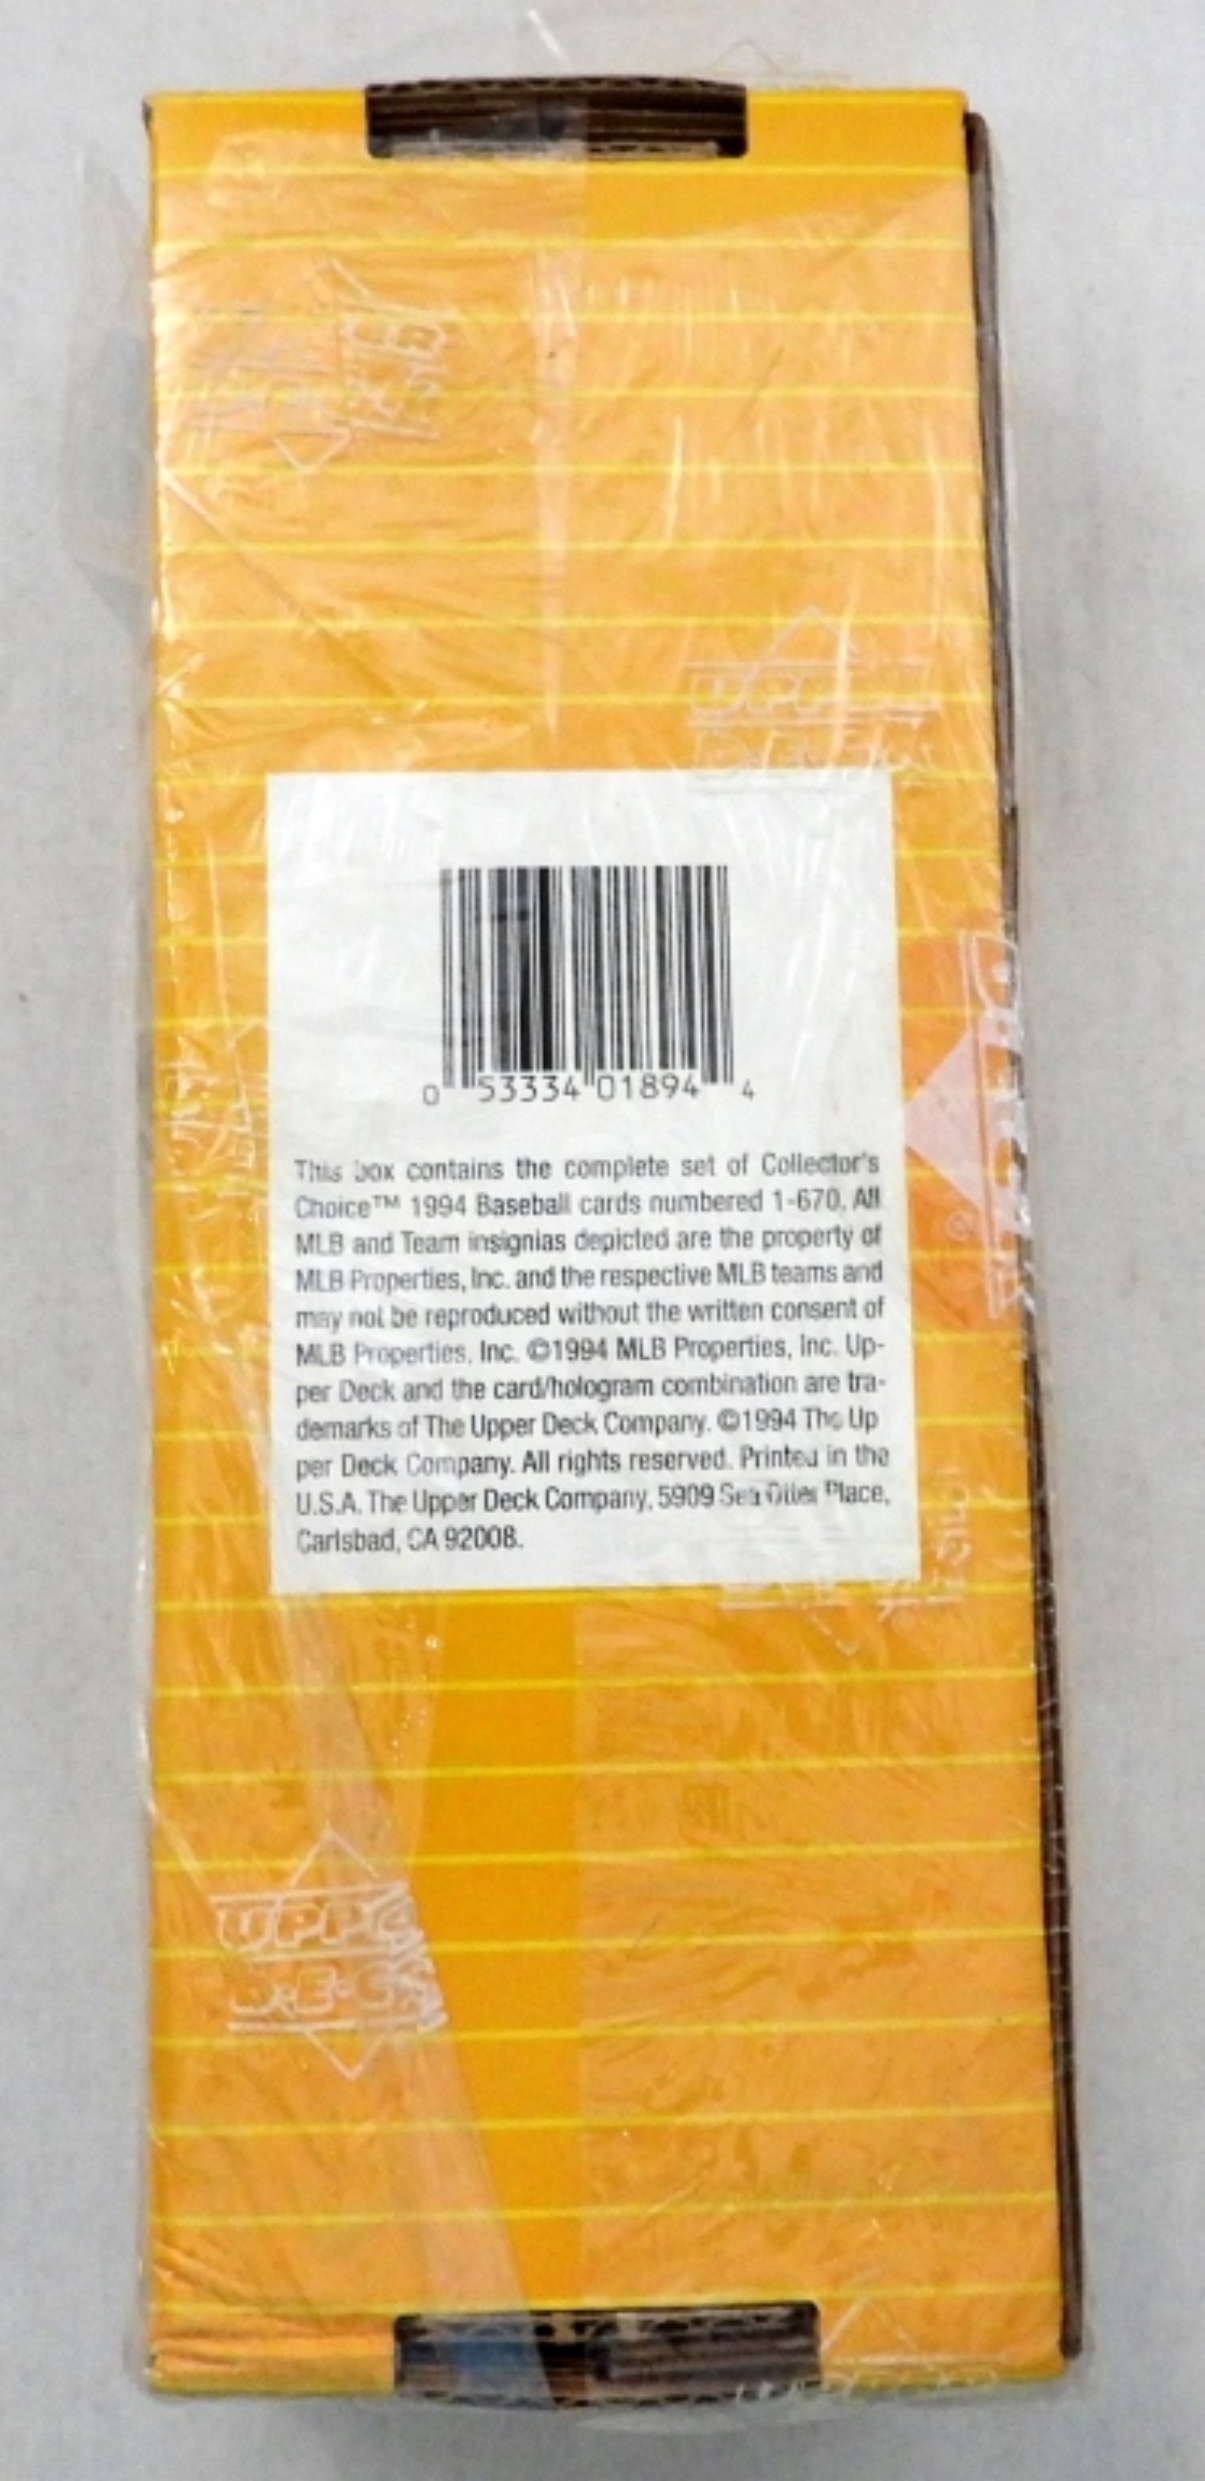 UPPER
DECK
0 53334 01894 4
This box contains the complete set of Collector's
Choice™ 1994 Baseball cards numbered 1-670. All
MLB and Team insignias depicted are the property of
MLB Properties, Inc. and the respective MLB teams and
may not be reproduced without the written consent of
MLB Properties, Inc. ©1994 MLB Properties, Inc. Up-
per Deck and the card/hologram combination are tra-
demarks of The Upper Deck Company. ©1994 The Up
per Deck Company. All rights reserved. Printed in the
U.S.A. The Upper Deck Company, 5909 Sea Otter Place,
Carlsbad, CA 92008.
UPPER
DECK